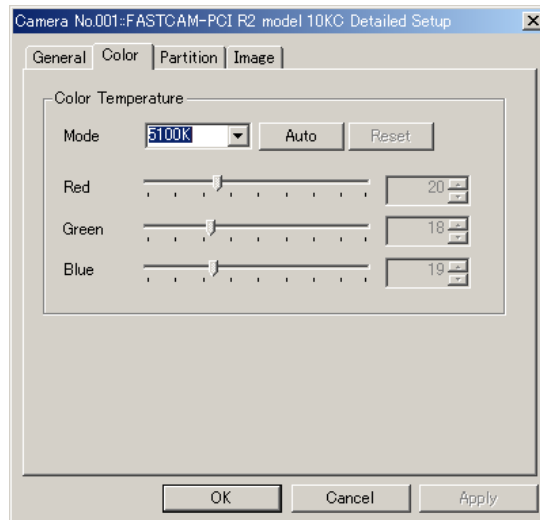 Camera No.001::FASTCAM-PCI R2 model 10KC Detailed Setup
General Color Partition Image
Color Temperature
Mode 5100K Auto Reset
Red 20
Green 18
Blue 19
OK Cancel Apply